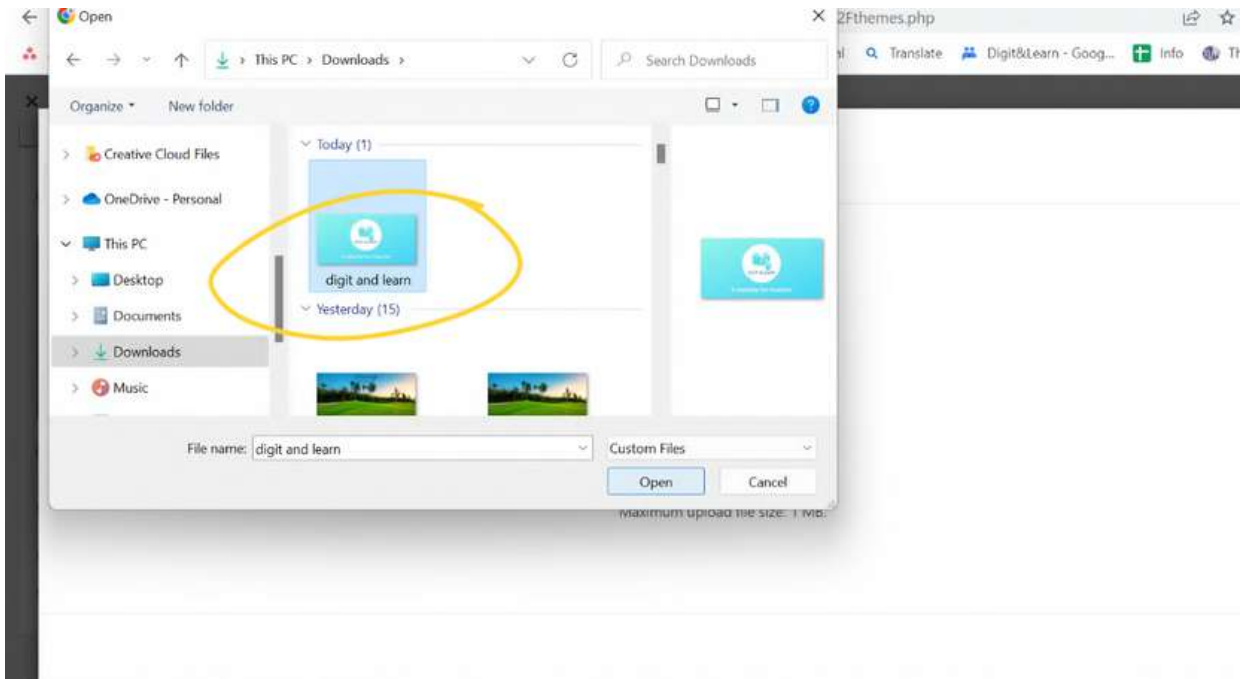 Open
2Fthemes.php
This PC > Downloads >
Search Downloads
Translate
Digit&Learn - Goog...
Info
Th
Organize
New folder
Creative Cloud Files
OneDrive - Personal
This PC
Desktop
Documents
Downloads
Music
Today (1)
digit and learn
Yesterday (15)
File name: digit and learn
Custom Files
Open
Cancel
Maximum upload file size: 1 MB.